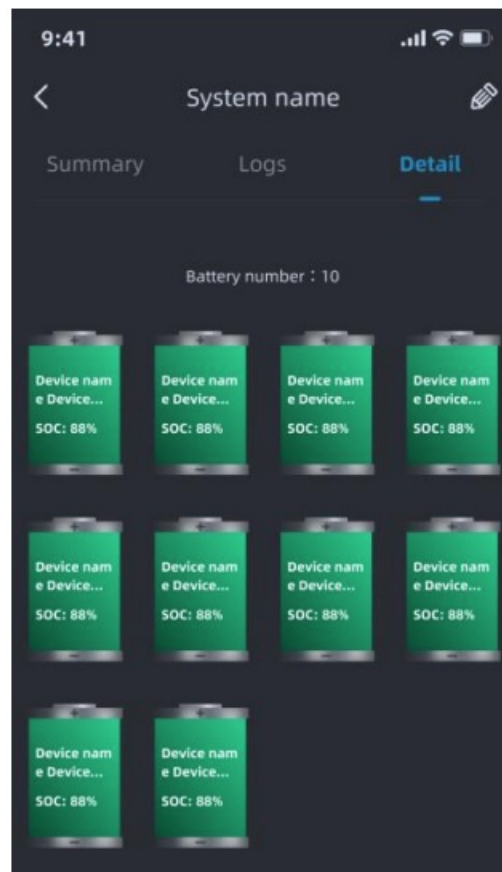 9:41
System name
Summary Logs Detail
Battery number：10
Device nam Device nam Device nam Device nam
e Device... e Device... e Device... e Device...
SOC: 88% SOC: 88% SOC: 88% SOC: 88%
Device nam Device nam Device nam Device nam
e Device... e Device... e Device... e Device...
SOC: 88% SOC: 88% SOC: 88% SOC: 88%
Device nam Device nam
e Device... e Device...
SOC: 88% SOC: 88%